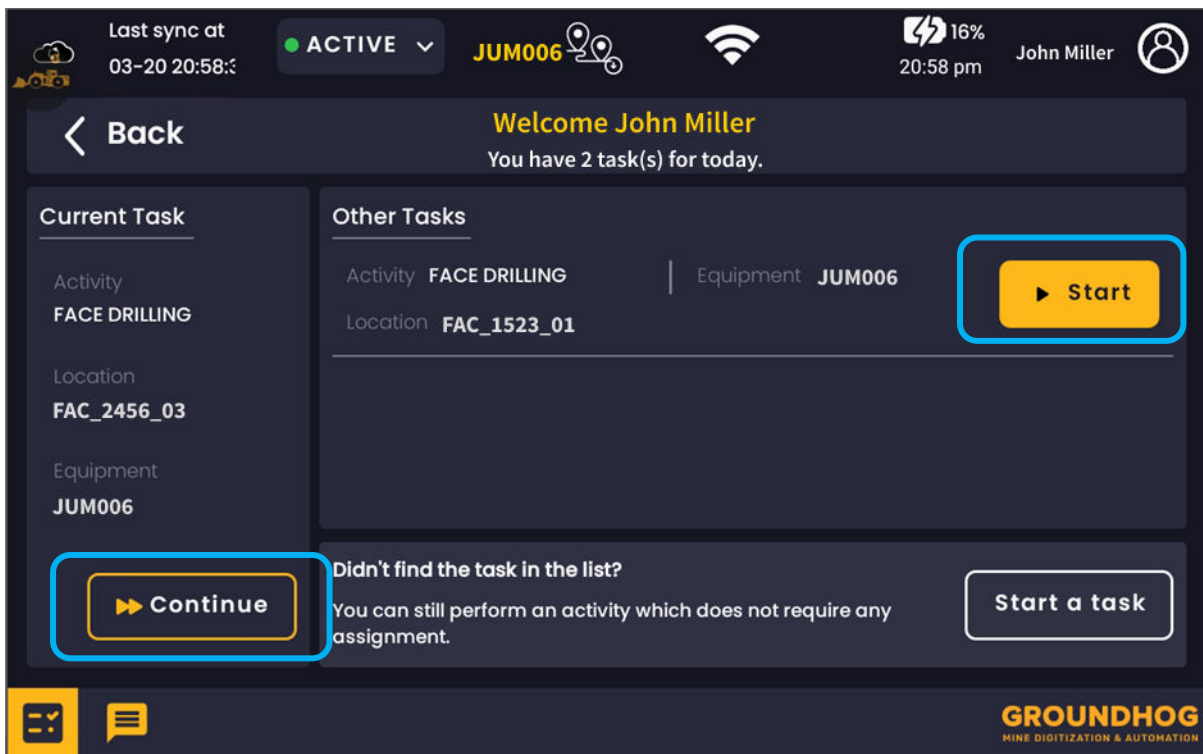 Last sync at
03-20 20:58:3
ACTIVE
JUM006
16%
20:58 pm
John Miller
Back
Welcome John Miller
You have 2 task(s) for today.
Current Task
Activity
FACE DRILLING
Location
FAC_2456_03
Equipment
JUM006
Continue
Other Tasks
Activity FACE DRILLING
Equipment JUM006
Location FAC_1523_01
Start
Didn't find the task in the list?
You can still perform an activity which does not require any
assignment.
Start a task
GROUNDHOG
MINE DIGITIZATION & AUTOMATION